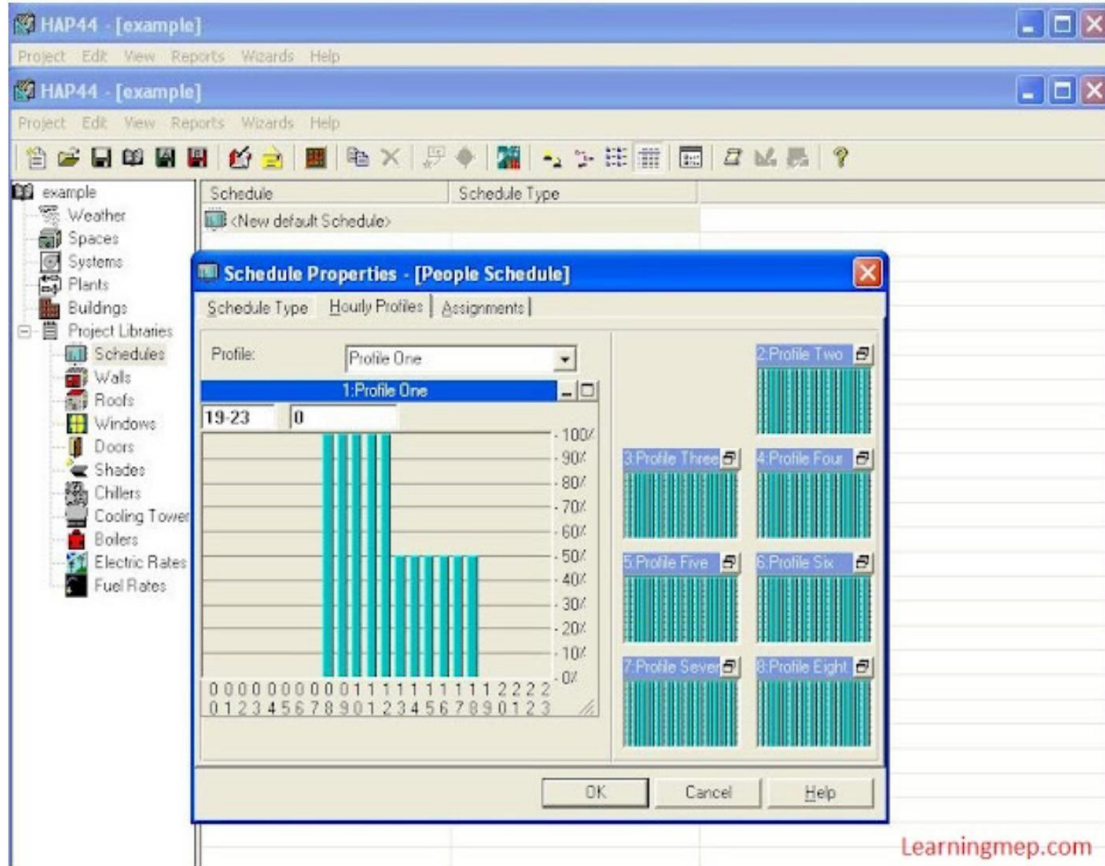 HAP44 - [example]
Project Edit View Reports Wizards Help
HAP44 - [example]
Project Edit View Reports Wizards Help
example
Weather
Spaces
Systems
Plants
Buildings
Project Libraries
Schedules
Walls
Roofs
Windows
Doors
Shades
Chillers
Cooling Tower
Boilers
Electric Rates
Fuel Rates
Schedule Schedule Type
<New default Schedule>
Schedule Properties - [People Schedule]
Schedule Type Hourly Profiles Assignments
Profile: Profile One
1:Profile One
19-23 0
100%
90%
80%
70%
60%
50%
40%
30%
20%
10%
0%
0 0 0 0 0 0 0 0 0 0 1 1 1 1 1 1 1 1 1 1 2 2 2 2
0 1 2 3 4 5 6 7 8 9 0 1 2 3 4 5 6 7 8 9 0 1 2 3
2:Profile Two
3:Profile Three 4:Profile Four
5:Profile Five 6:Profile Six
7:Profile Seven 8:Profile Eight
OK Cancel Help
Learningmep.com